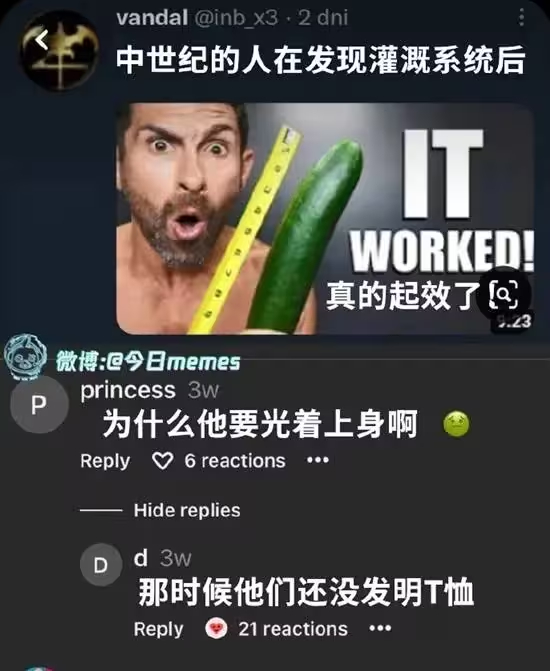 vandal @inb_x3 · 2 dni
中世纪的人在发现灌溉系统后
IT
WORKED!
真的起效了
9:23
微博:@今日memes
P
princess 3w
为什么他要光着上身啊
Reply 6 reactions
Hide replies
D
d 3w
那时候他们还没发明T恤
Reply 21 reactions